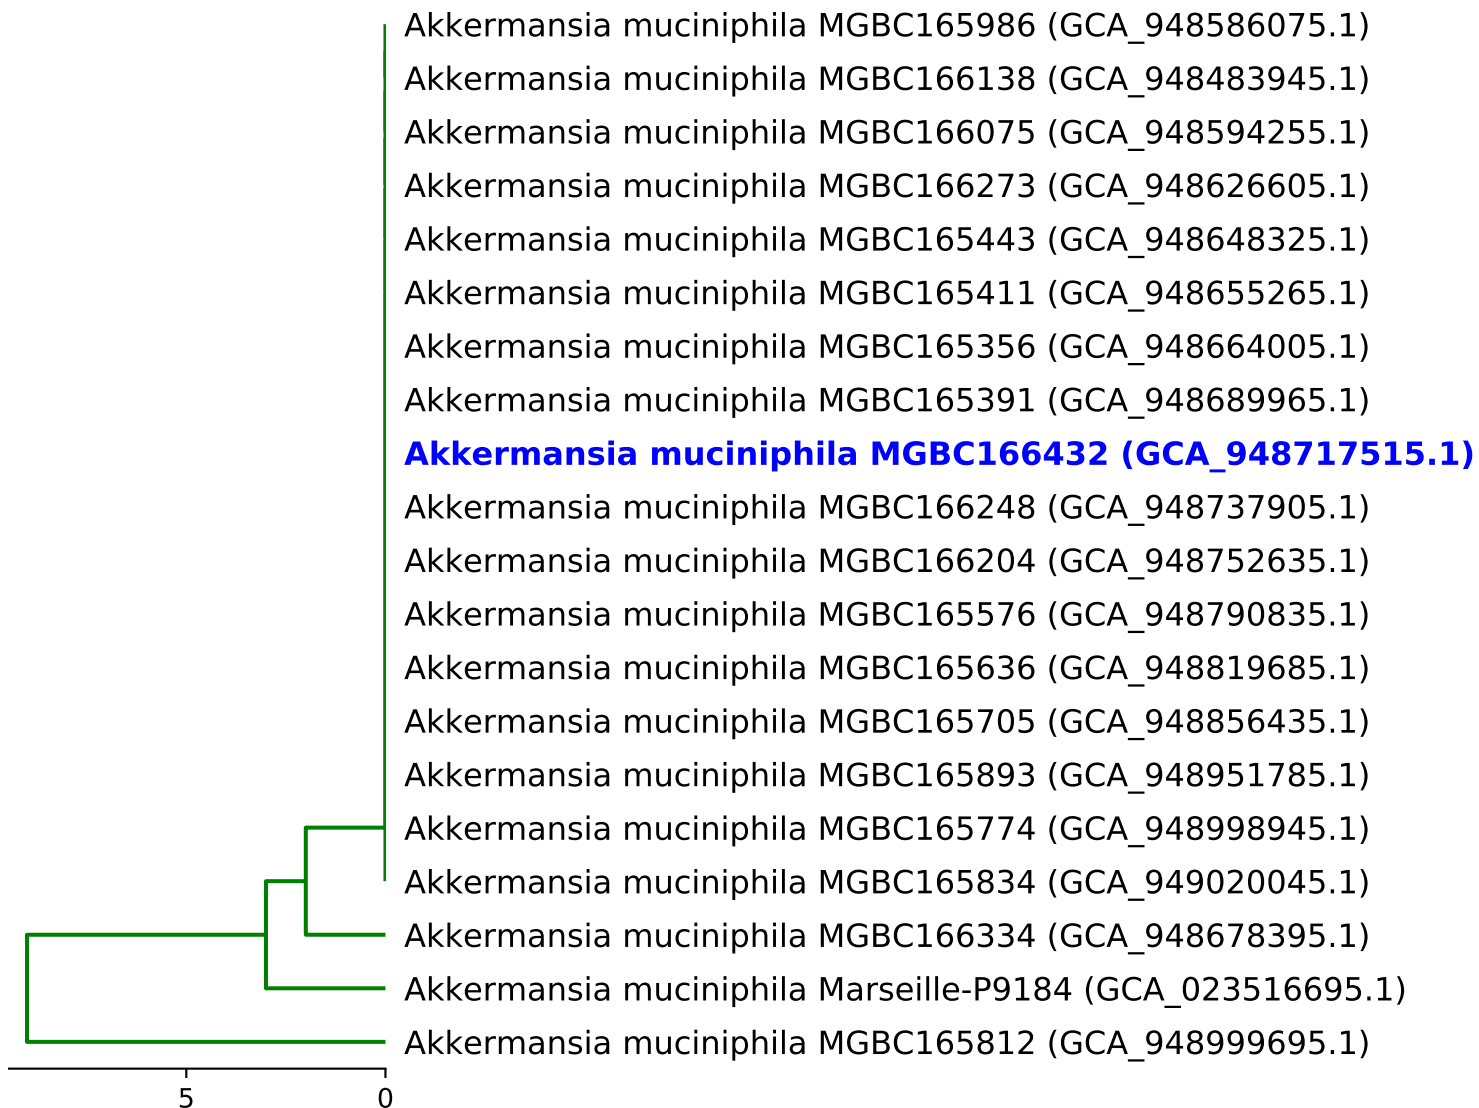 Akkermansia muciniphila MGBC165986 (GCA_948586075.1)
Akkermansia muciniphila MGBC166138 (GCA_948483945.1)
Akkermansia muciniphila MGBC166075 (GCA_948594255.1)
Akkermansia muciniphila MGBC166273 (GCA_948626605.1)
Akkermansia muciniphila MGBC165443 (GCA_948648325.1)
Akkermansia muciniphila MGBC165411 (GCA_948655265.1)
Akkermansia muciniphila MGBC165356 (GCA_948664005.1)
Akkermansia muciniphila MGBC165391 (GCA_948689965.1)
Akkermansia muciniphila MGBC166432 (GCA_948717515.1)
Akkermansia muciniphila MGBC166248 (GCA_948737905.1)
Akkermansia muciniphila MGBC166204 (GCA_948752635.1)
Akkermansia muciniphila MGBC165576 (GCA_948790835.1)
Akkermansia muciniphila MGBC165636 (GCA_948819685.1)
Akkermansia muciniphila MGBC165705 (GCA_948856435.1)
Akkermansia muciniphila MGBC165893 (GCA_948951785.1)
Akkermansia muciniphila MGBC165774 (GCA_948998945.1)
Akkermansia muciniphila MGBC165834 (GCA_949020045.1)
Akkermansia muciniphila MGBC166334 (GCA_948678395.1)
Akkermansia muciniphila Marseille-P9184 (GCA_023516695.1)
Akkermansia muciniphila MGBC165812 (GCA_948999695.1)
5 0